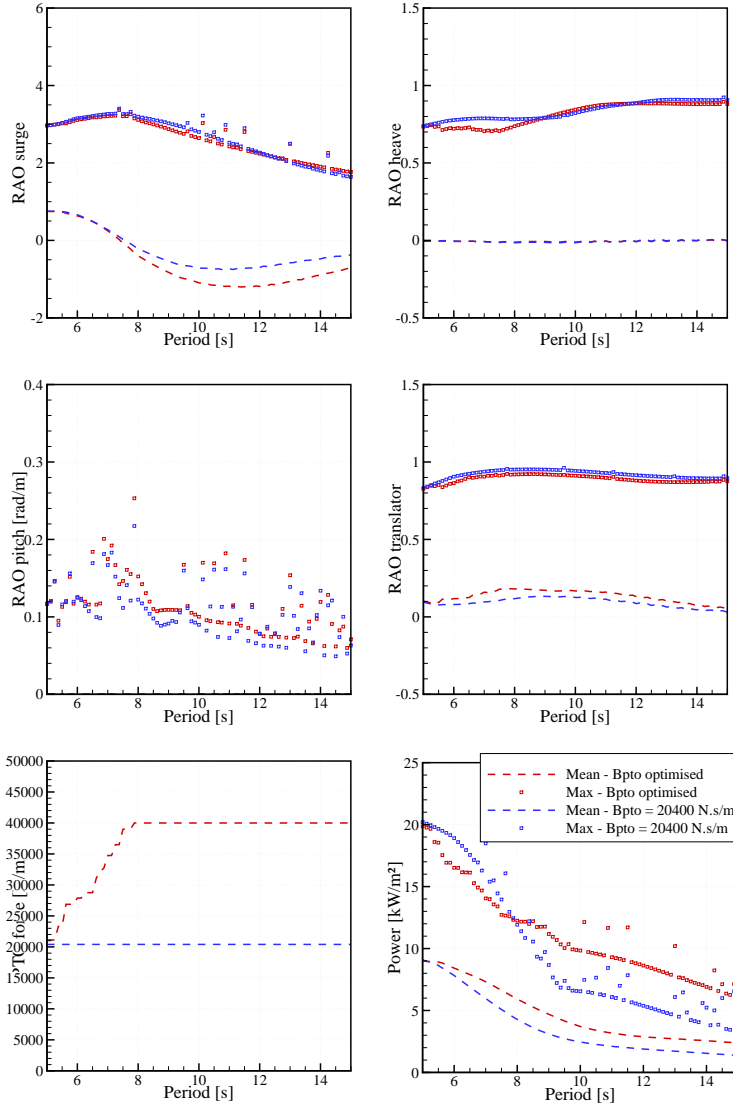 6
4
2
0
-2
RAO surge
6 8 10 12 14
Period [s]
1.5
1
0.5
0
-0.5
RAO heave
6 8 10 12 14
Period [s]
0.4
0.3
0.2
0.1
0
RAO pitch [rad/m]
6 8 10 12 14
Period [s]
1.5
1
0.5
0
-0.5
RAO translator
6 8 10 12 14
Period [s]
50000
45000
40000
35000
30000
25000
20000
15000
10000
5000
0
6 8 10 12 14
Period [s]
25
20
15
10
5
0
Power [kW/m²]
6 8 10 12 14
Period [s]
Mean - Bpto optimised
Max - Bpto optimised
Mean - Bpto = 20400 N.s/m
Max - Bpto = 20400 N.s/m